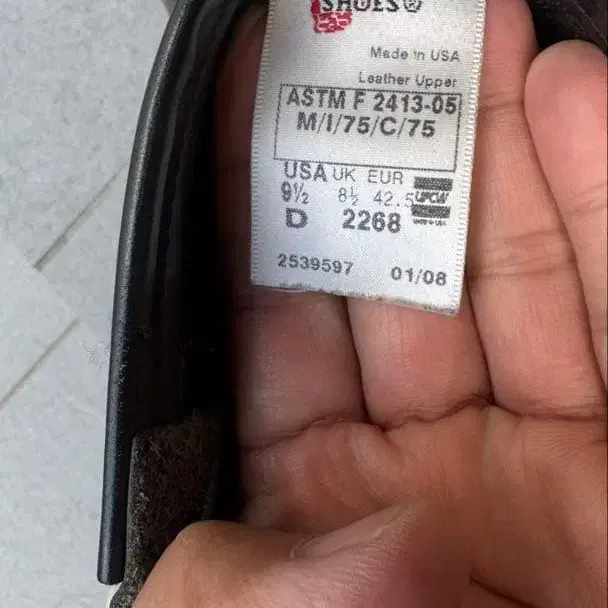 SHOES®
Made in USA
Leather Upper
ASTM F 2413-05
M/I/75/C/75
USA UK EUR
9½ 8½ 42.5 UFCW
D 2268
2539597 01/08